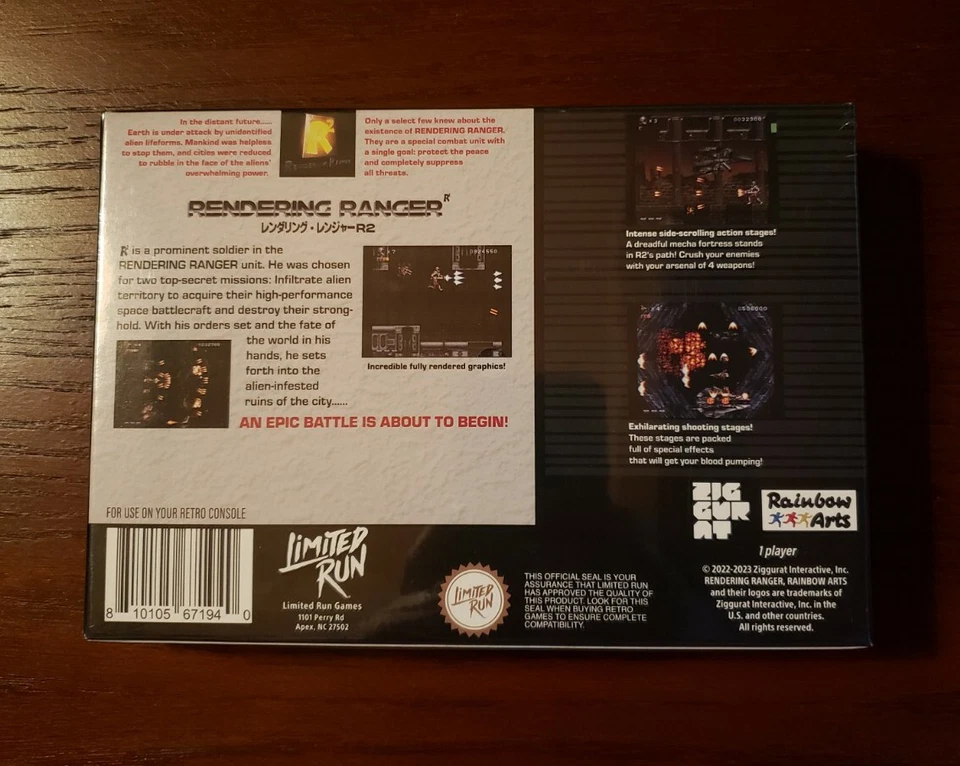 In the distant future.....
Earth is under attack by unidentified
alien lifeforms. Mankind was helpless
to stop them, and cities were reduced
to rubble in the face of the aliens'
overwhelming power.
R
Only a select few knew about the
existence of RENDERING RANGER.
They are a special combat unit with
a single goal: protect the peace
and completely suppress
all threats.
RENDERING RANGER R²
レンダリング・レンジャーR2
R² is a prominent soldier in the
RENDERING RANGER unit. He was chosen
for two top-secret missions: Infiltrate alien
territory to acquire their high-performance
space battlecraft and destroy their strong-
hold. With his orders set and the fate of
the world in his
hands, he sets
forth into the
alien-infested
ruins of the city......
AN EPIC BATTLE IS ABOUT TO BEGIN!
Incredible fully rendered graphics!
Intense side-scrolling action stages!
A dreadful mecha fortress stands
in R2's path! Crush your enemies
with your arsenal of 4 weapons!
Exhilarating shooting stages!
These stages are packed
full of special effects
that will get your blood pumping!
FOR USE ON YOUR RETRO CONSOLE
8 10105 67194 0
LIMITED
RUN
Limited Run Games
1101 Perry Rd
Apex, NC 27502
LIMITED
RUN
THIS OFFICIAL SEAL IS YOUR
ASSURANCE THAT LIMITED RUN
HAS APPROVED THE QUALITY OF
THIS PRODUCT. LOOK FOR THIS
SEAL WHEN BUYING RETRO
GAMES TO ENSURE COMPLETE
COMPATIBILITY.
ZIG
GUR
AT
Rainbow
Arts
1 player
© 2022-2023 Ziggurat Interactive, Inc.
RENDERING RANGER, RAINBOW ARTS
and their logos are trademarks of
Ziggurat Interactive, Inc. in the
U.S. and other countries.
All rights reserved.